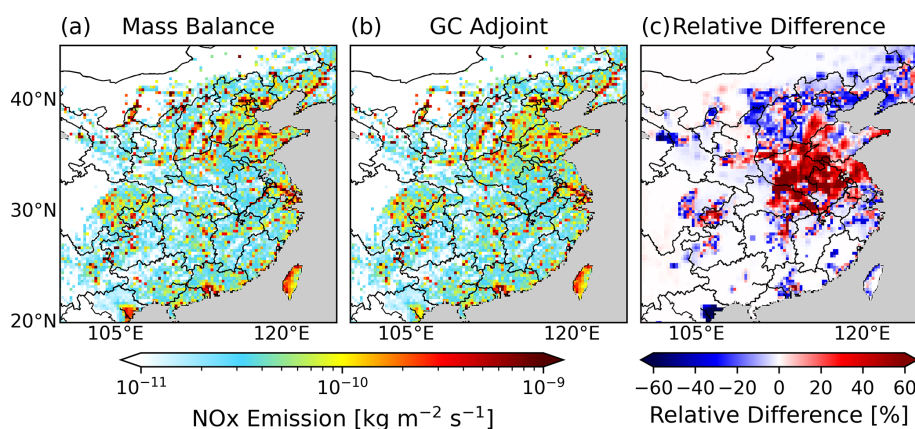 (a) Mass Balance
(b) GC Adjoint
(c) Relative Difference
40°N
30°N
20°N
105°E 120°E
105°E 120°E
105°E 120°E
10⁻¹¹ 10⁻¹⁰ 10⁻⁹
NOx Emission [kg m⁻² s⁻¹]
−60 −40 −20 0 20 40 60
Relative Difference [%]